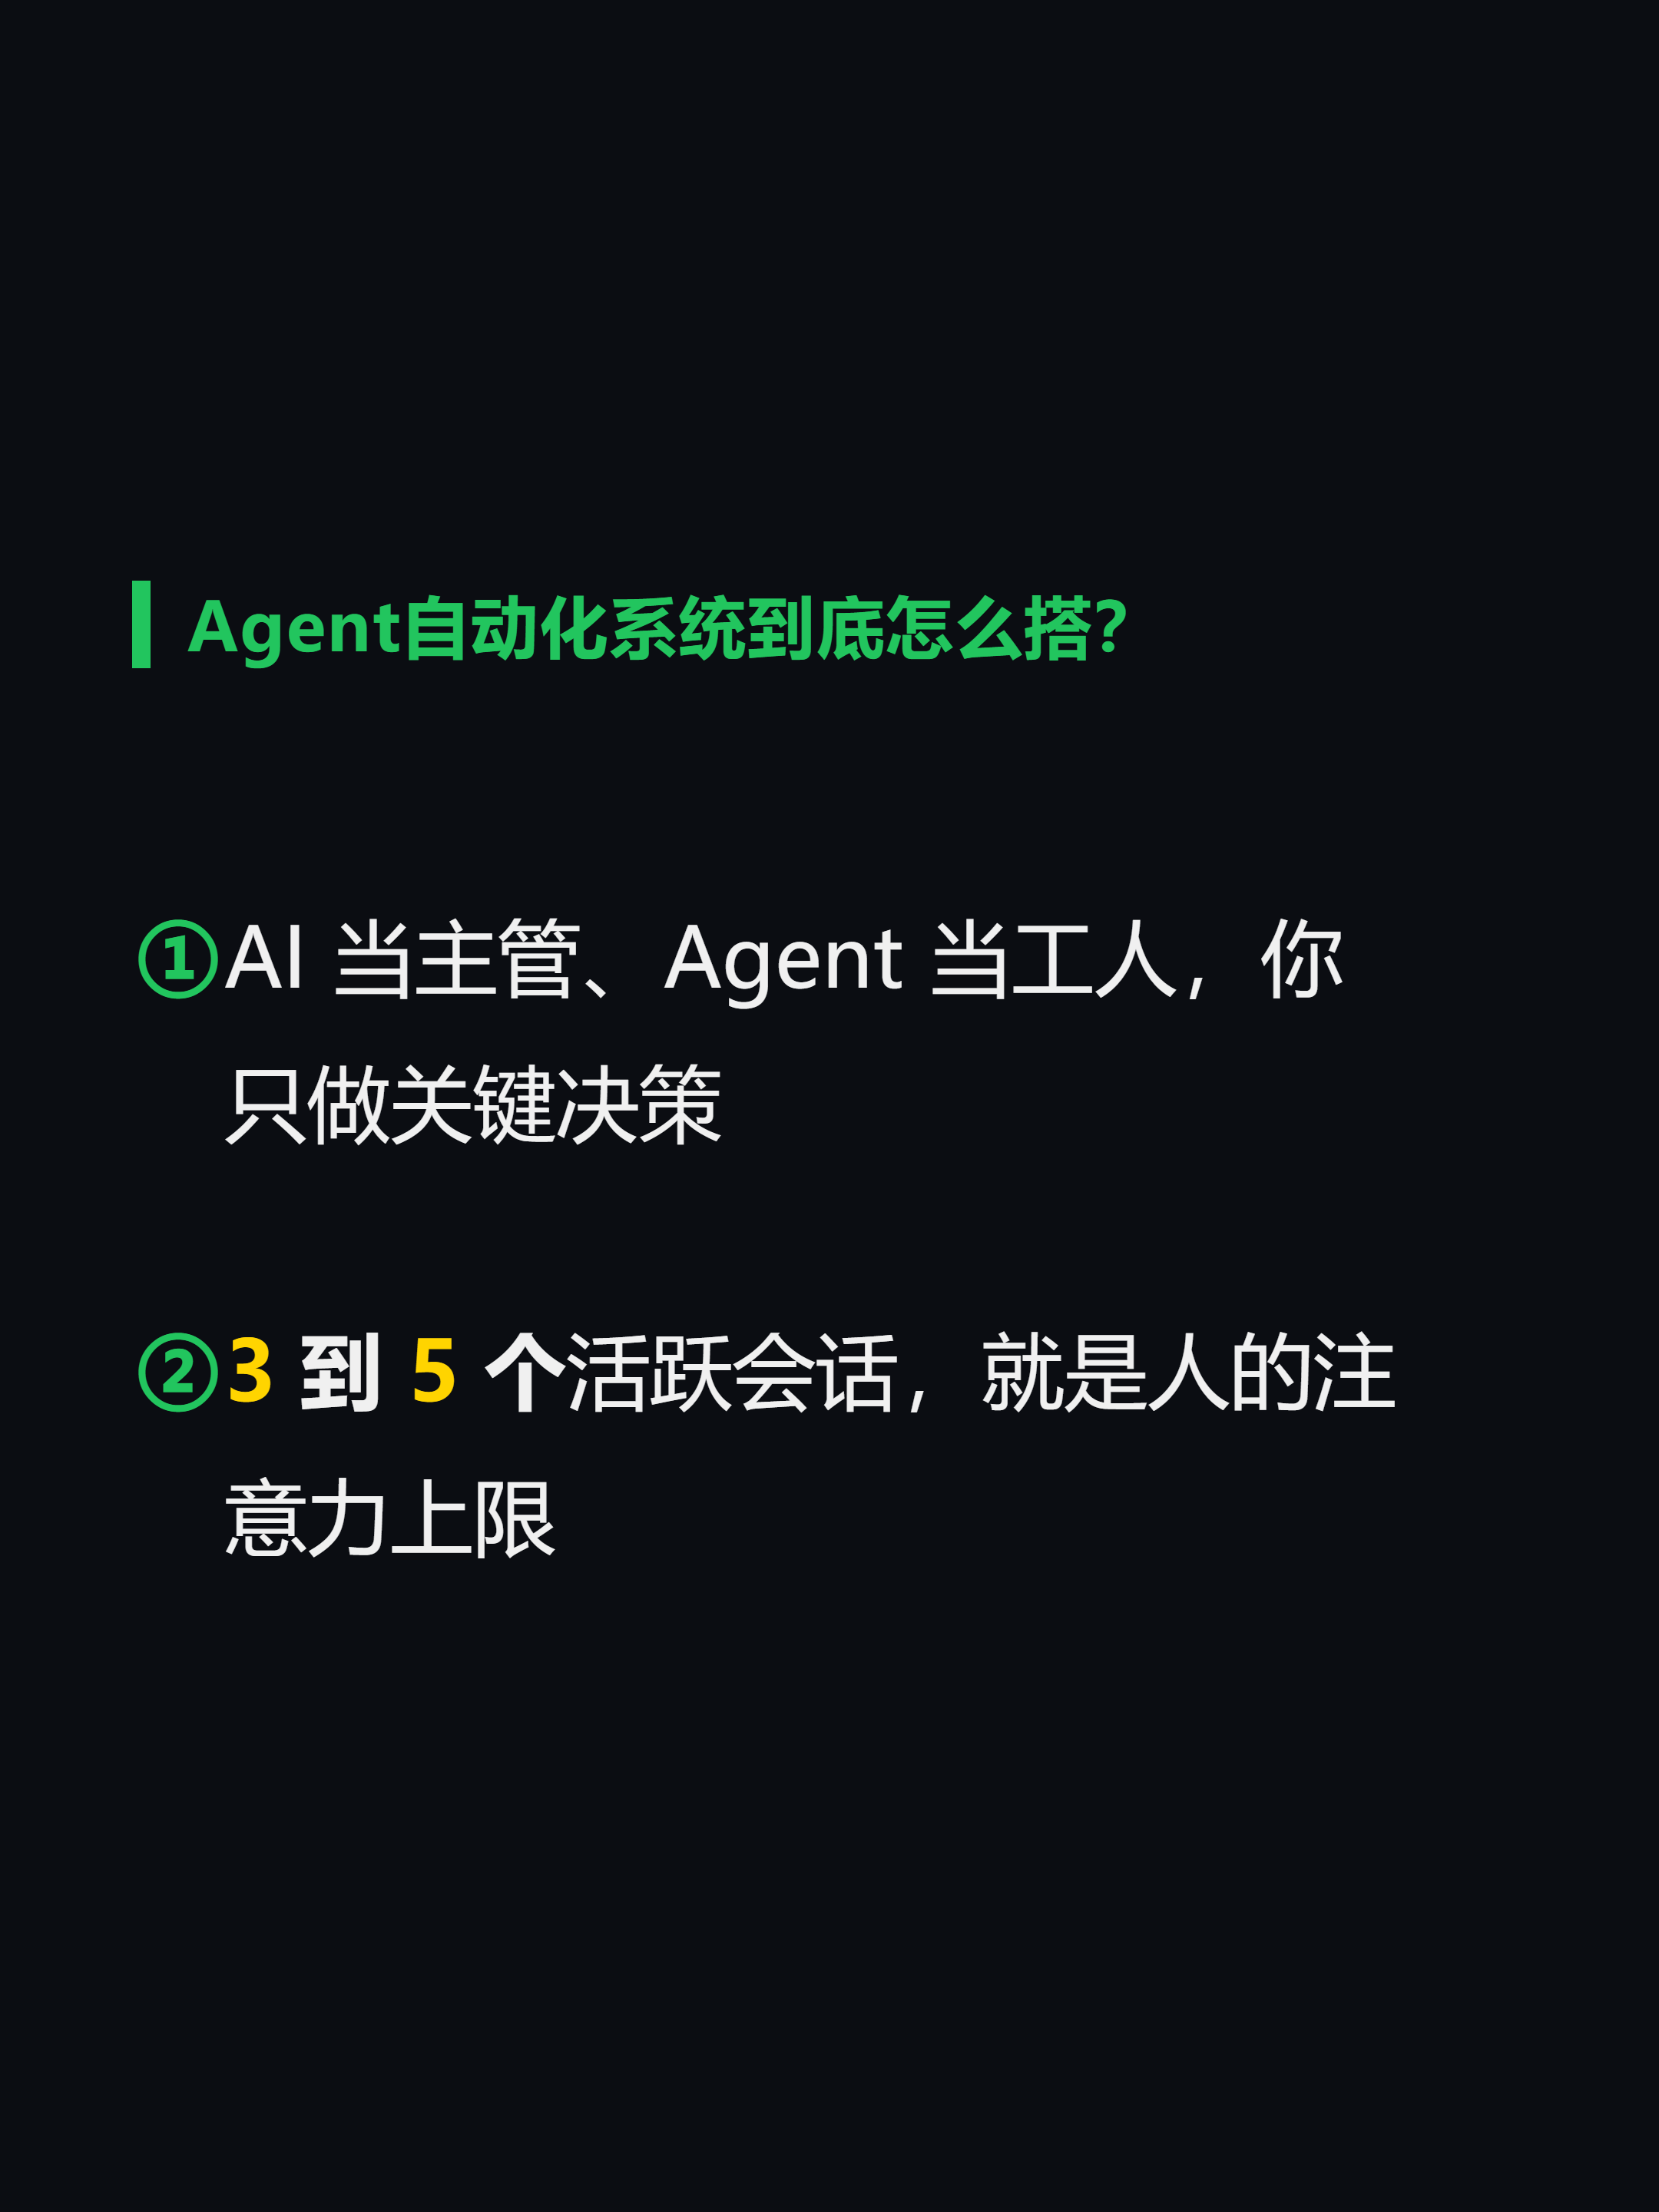 Agent自动化系统到底怎么搭?
①AI 当主管、Agent 当工人,你
只做关键决策
②3 到 5 个活跃会话,就是人的注
意力上限